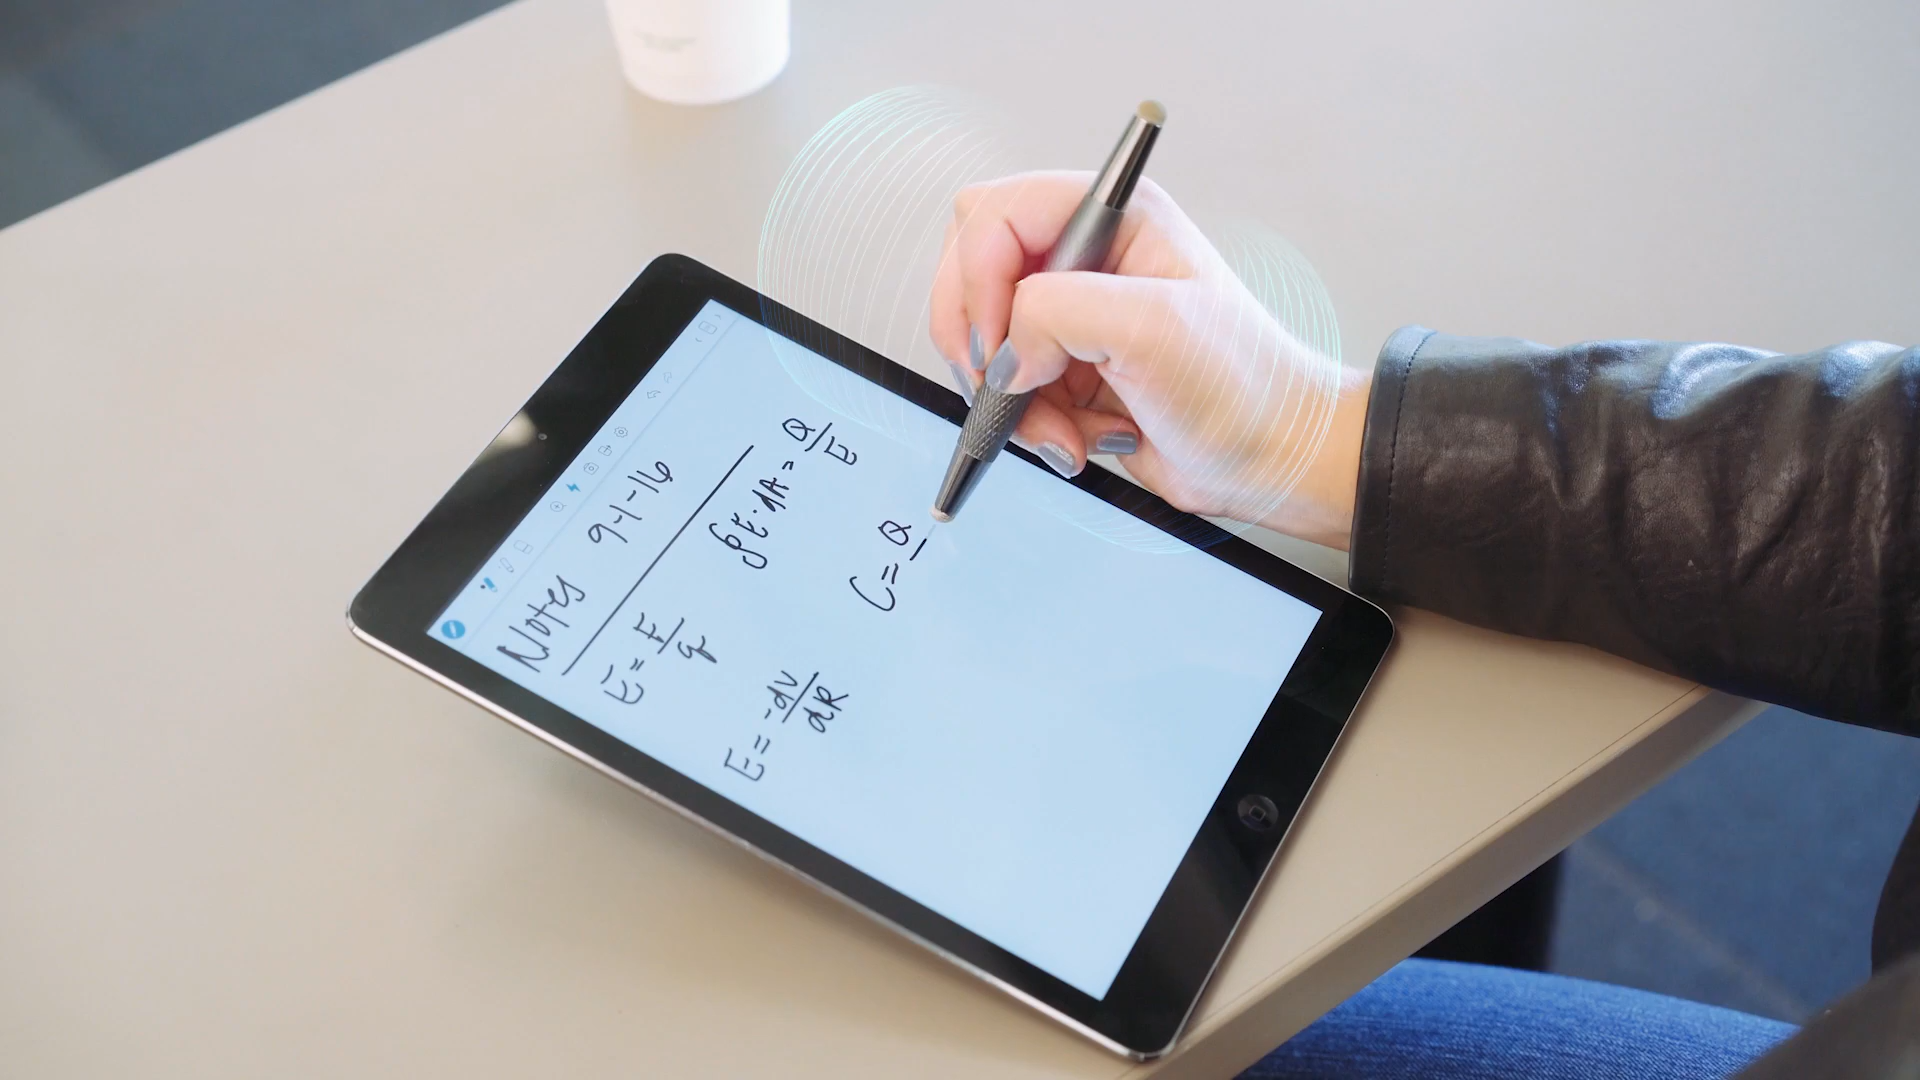 Notes 9-1-16
E = F/q
∮E·dA = Q/E
E = -dV/dR
C = Q